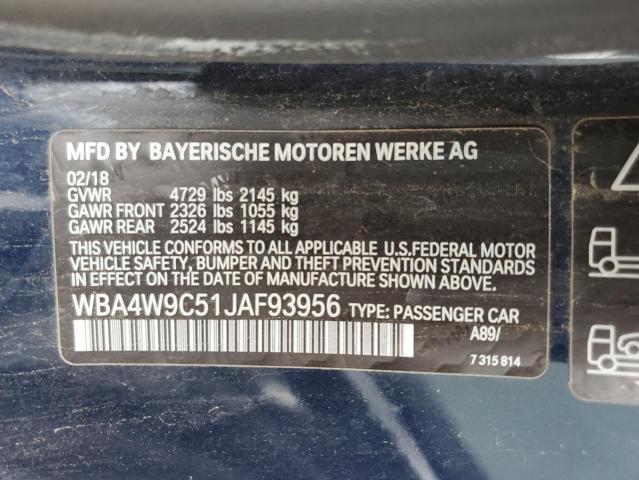 MFD BY BAYERISCHE MOTOREN WERKE AG
02/18
GVWR 4729 lbs 2145 kg
GAWR FRONT 2326 lbs 1055 kg
GAWR REAR 2524 lbs 1145 kg
THIS VEHICLE CONFORMS TO ALL APPLICABLE U.S.FEDERAL MOTOR
VEHICLE SAFETY, BUMPER AND THEFT PREVENTION STANDARDS
IN EFFECT ON THE DATE OF MANUFACTURE SHOWN ABOVE.
WBA4W9C51JAF93956 TYPE: PASSENGER CAR
A89/
7 315 814